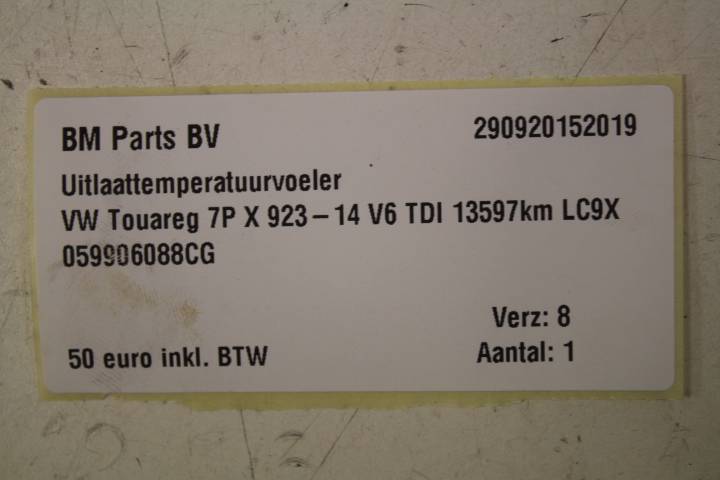 BM Parts BV 290920152019
Uitlaattemperatuurvoeler
VW Touareg 7P X 923-14 V6 TDI 13597km LC9X
059906088CG
Verz: 8
50 euro inkl. BTW Aantal: 1